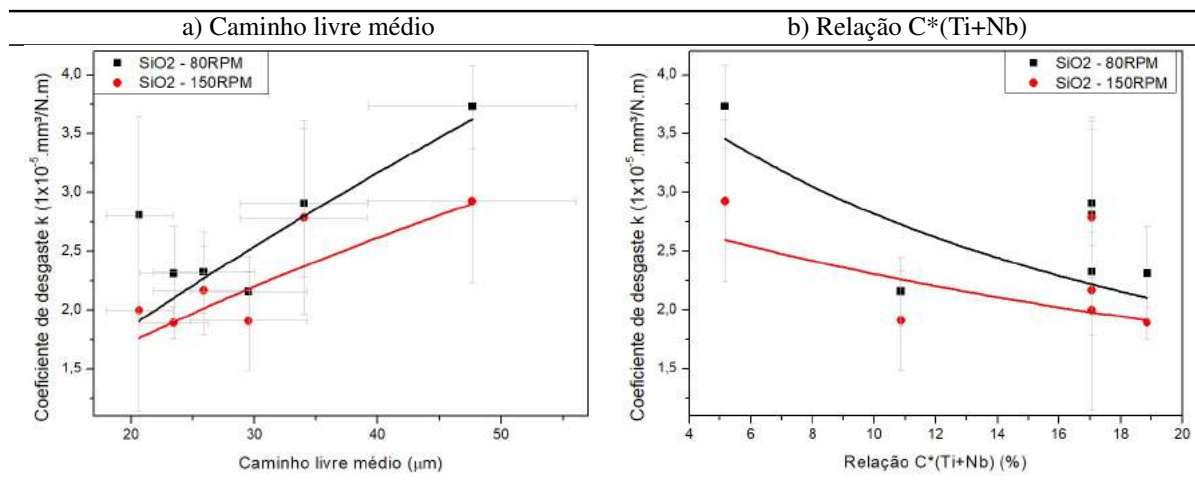 a) Caminho livre médio
b) Relação C*(Ti+Nb)
SiO2 - 80RPM
SiO2 - 150RPM
4,0
3,5
3,0
2,5
2,0
1,5
20
30
40
50
Coeficiente de desgaste k (1x10⁻⁵.mm³/N.m)
Caminho livre médio (μm)
SiO2 - 80RPM
SiO2 - 150RPM
4,0
3,5
3,0
2,5
2,0
1,5
4
6
8
10
12
14
16
18
20
Coeficiente de desgaste k (1x10⁻⁵.mm³/N.m)
Relação C*(Ti+Nb) (%)